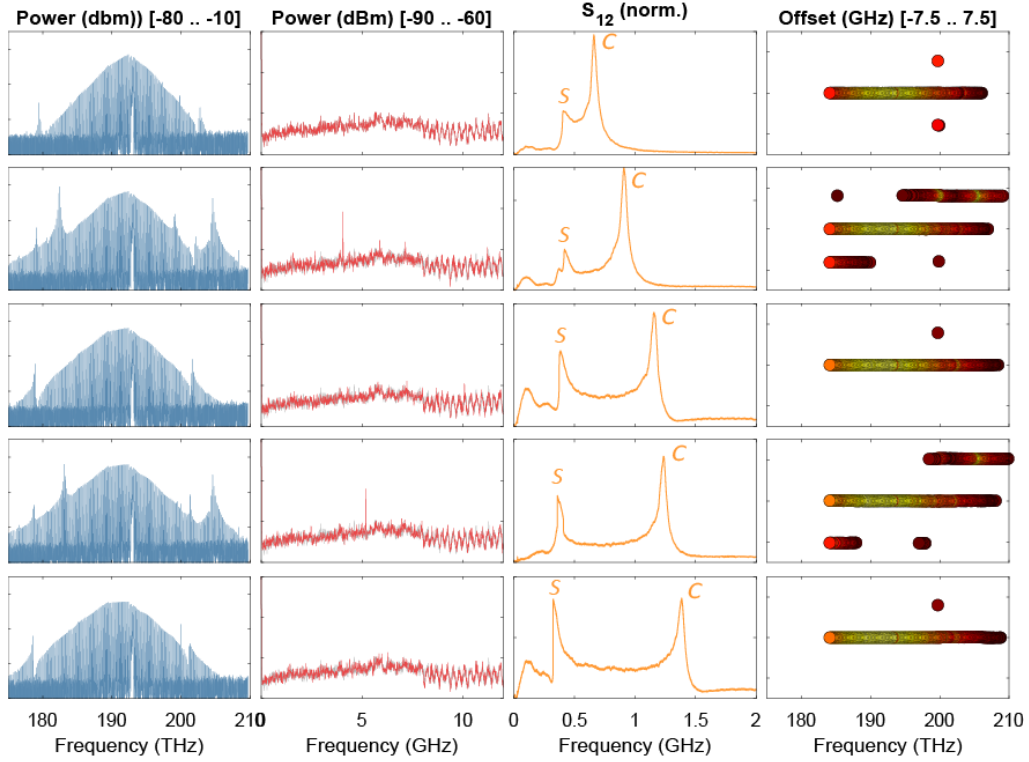 Power (dbm)) [-80 .. -10]
Power (dBm) [-90 .. -60]
S12 (norm.)
Offset (GHz) [-7.5 .. 7.5]
S
C
S
C
S
C
S
C
S
C
180 190 200 210
0 5 10
0 0.5 1 1.5 2
180 190 200 210
Frequency (THz)
Frequency (GHz)
Frequency (GHz)
Frequency (THz)